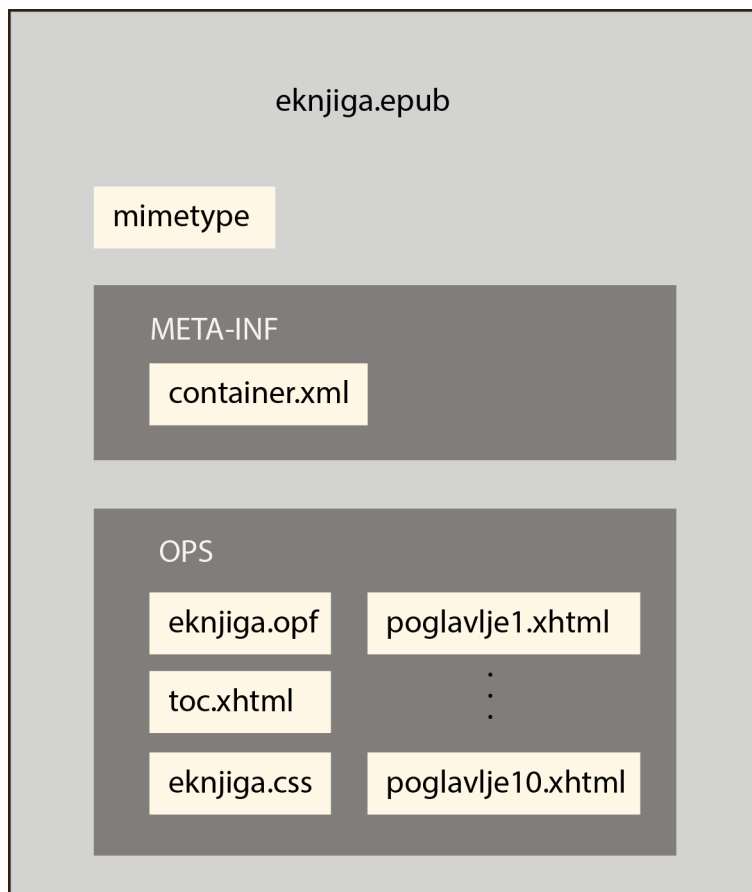 eknjiga.epub
mimetype
META-INF
container.xml
OPS
eknjiga.opf
toc.xhtml
eknjiga.css
poglavlje1.xhtml
.
.
.
poglavlje10.xhtml